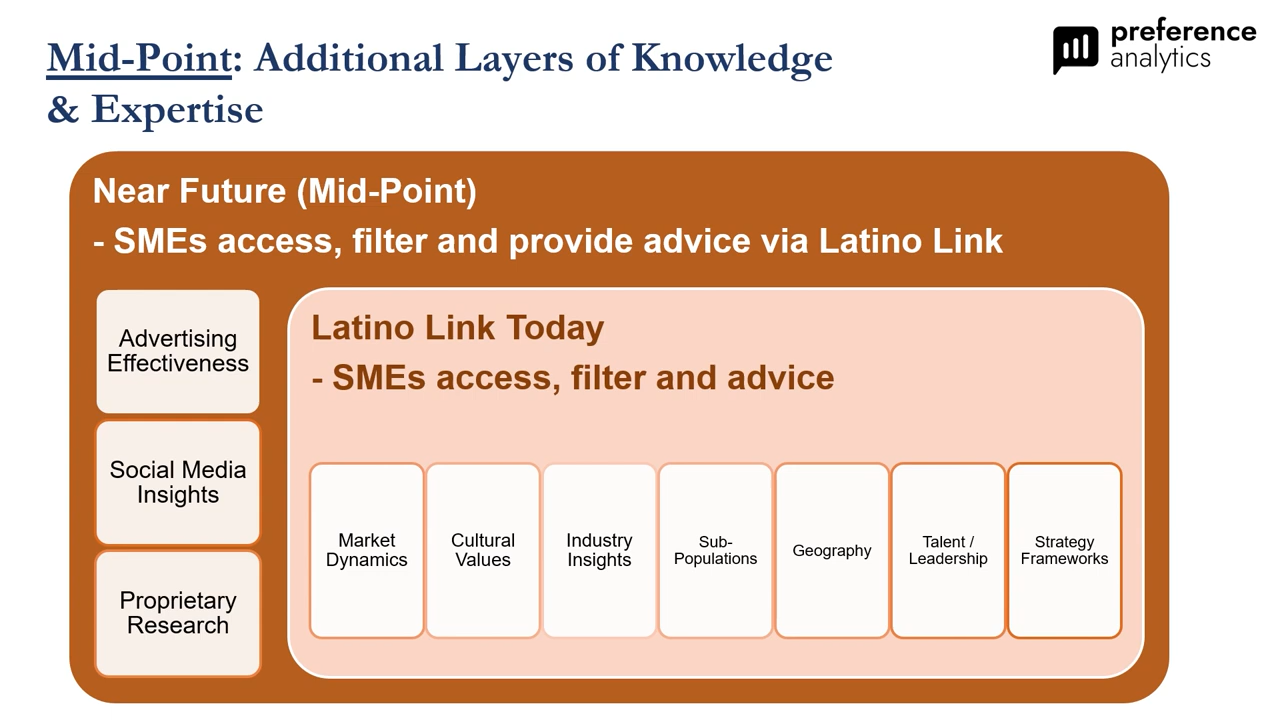 Mid-Point: Additional Layers of Knowledge
& Expertise
preference
analytics
Near Future (Mid-Point)
- SMEs access, filter and provide advice via Latino Link
Advertising
Effectiveness
Social Media
Insights
Proprietary
Research
Latino Link Today
- SMEs access, filter and advice
Market
Dynamics
Cultural
Values
Industry
Insights
Sub-
Populations
Geography
Talent /
Leadership
Strategy
Frameworks